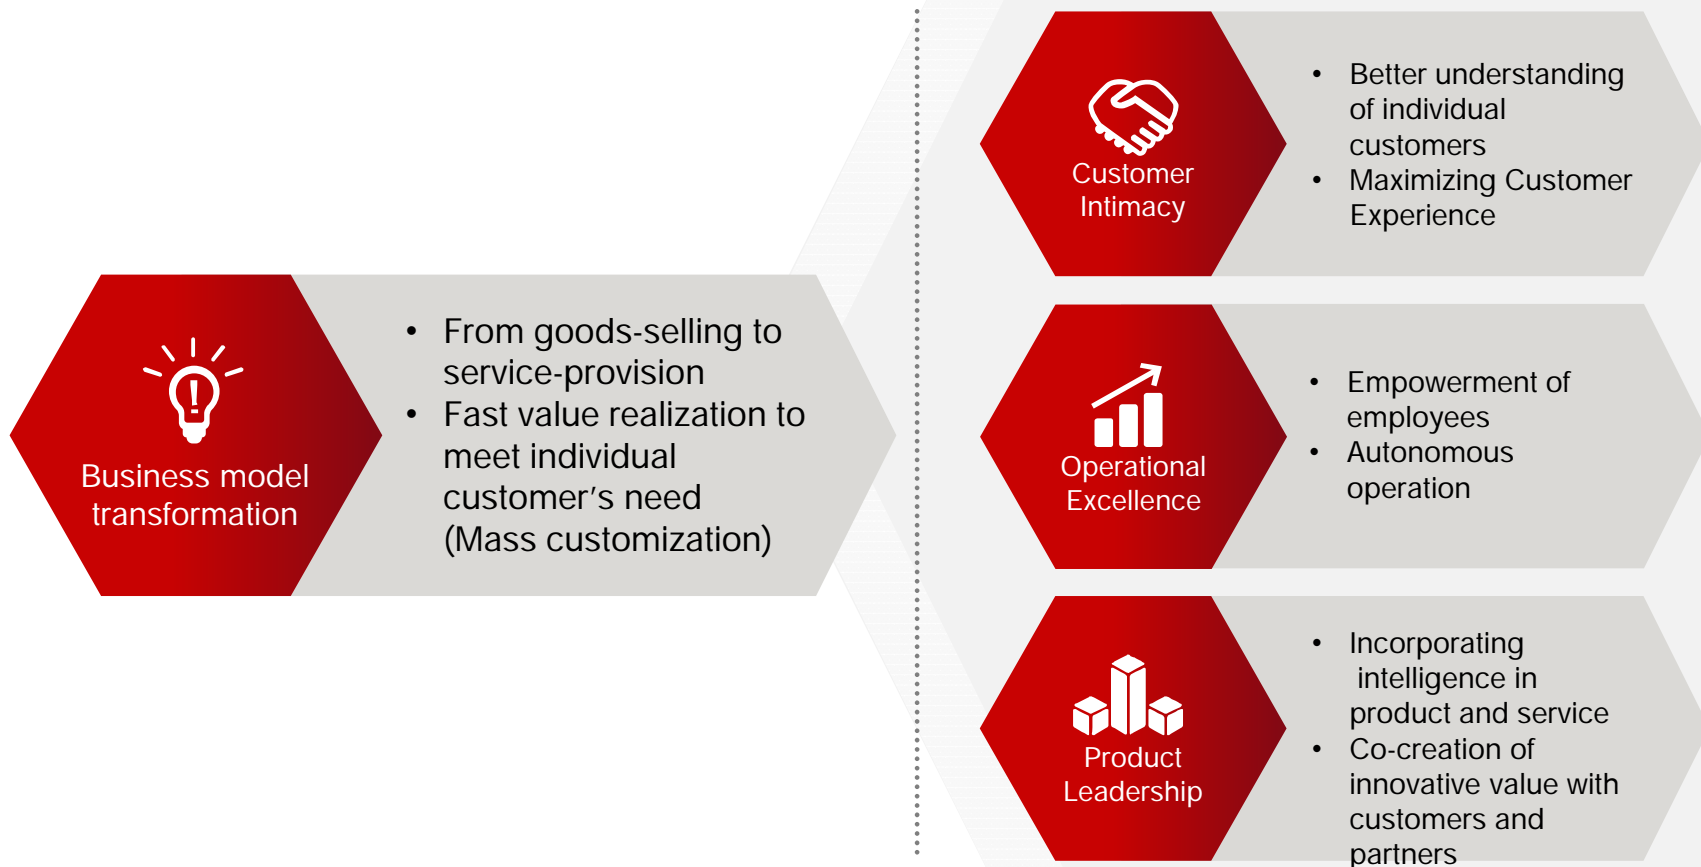 Business model
transformation
• From goods-selling to
service-provision
• Fast value realization to
meet individual
customer’s need
(Mass customization)
Customer
Intimacy
• Better understanding
of individual
customers
• Maximizing Customer
Experience
Operational
Excellence
• Empowerment of
employees
• Autonomous
operation
Product
Leadership
• Incorporating
intelligence in
product and service
• Co-creation of
innovative value with
customers and
partners